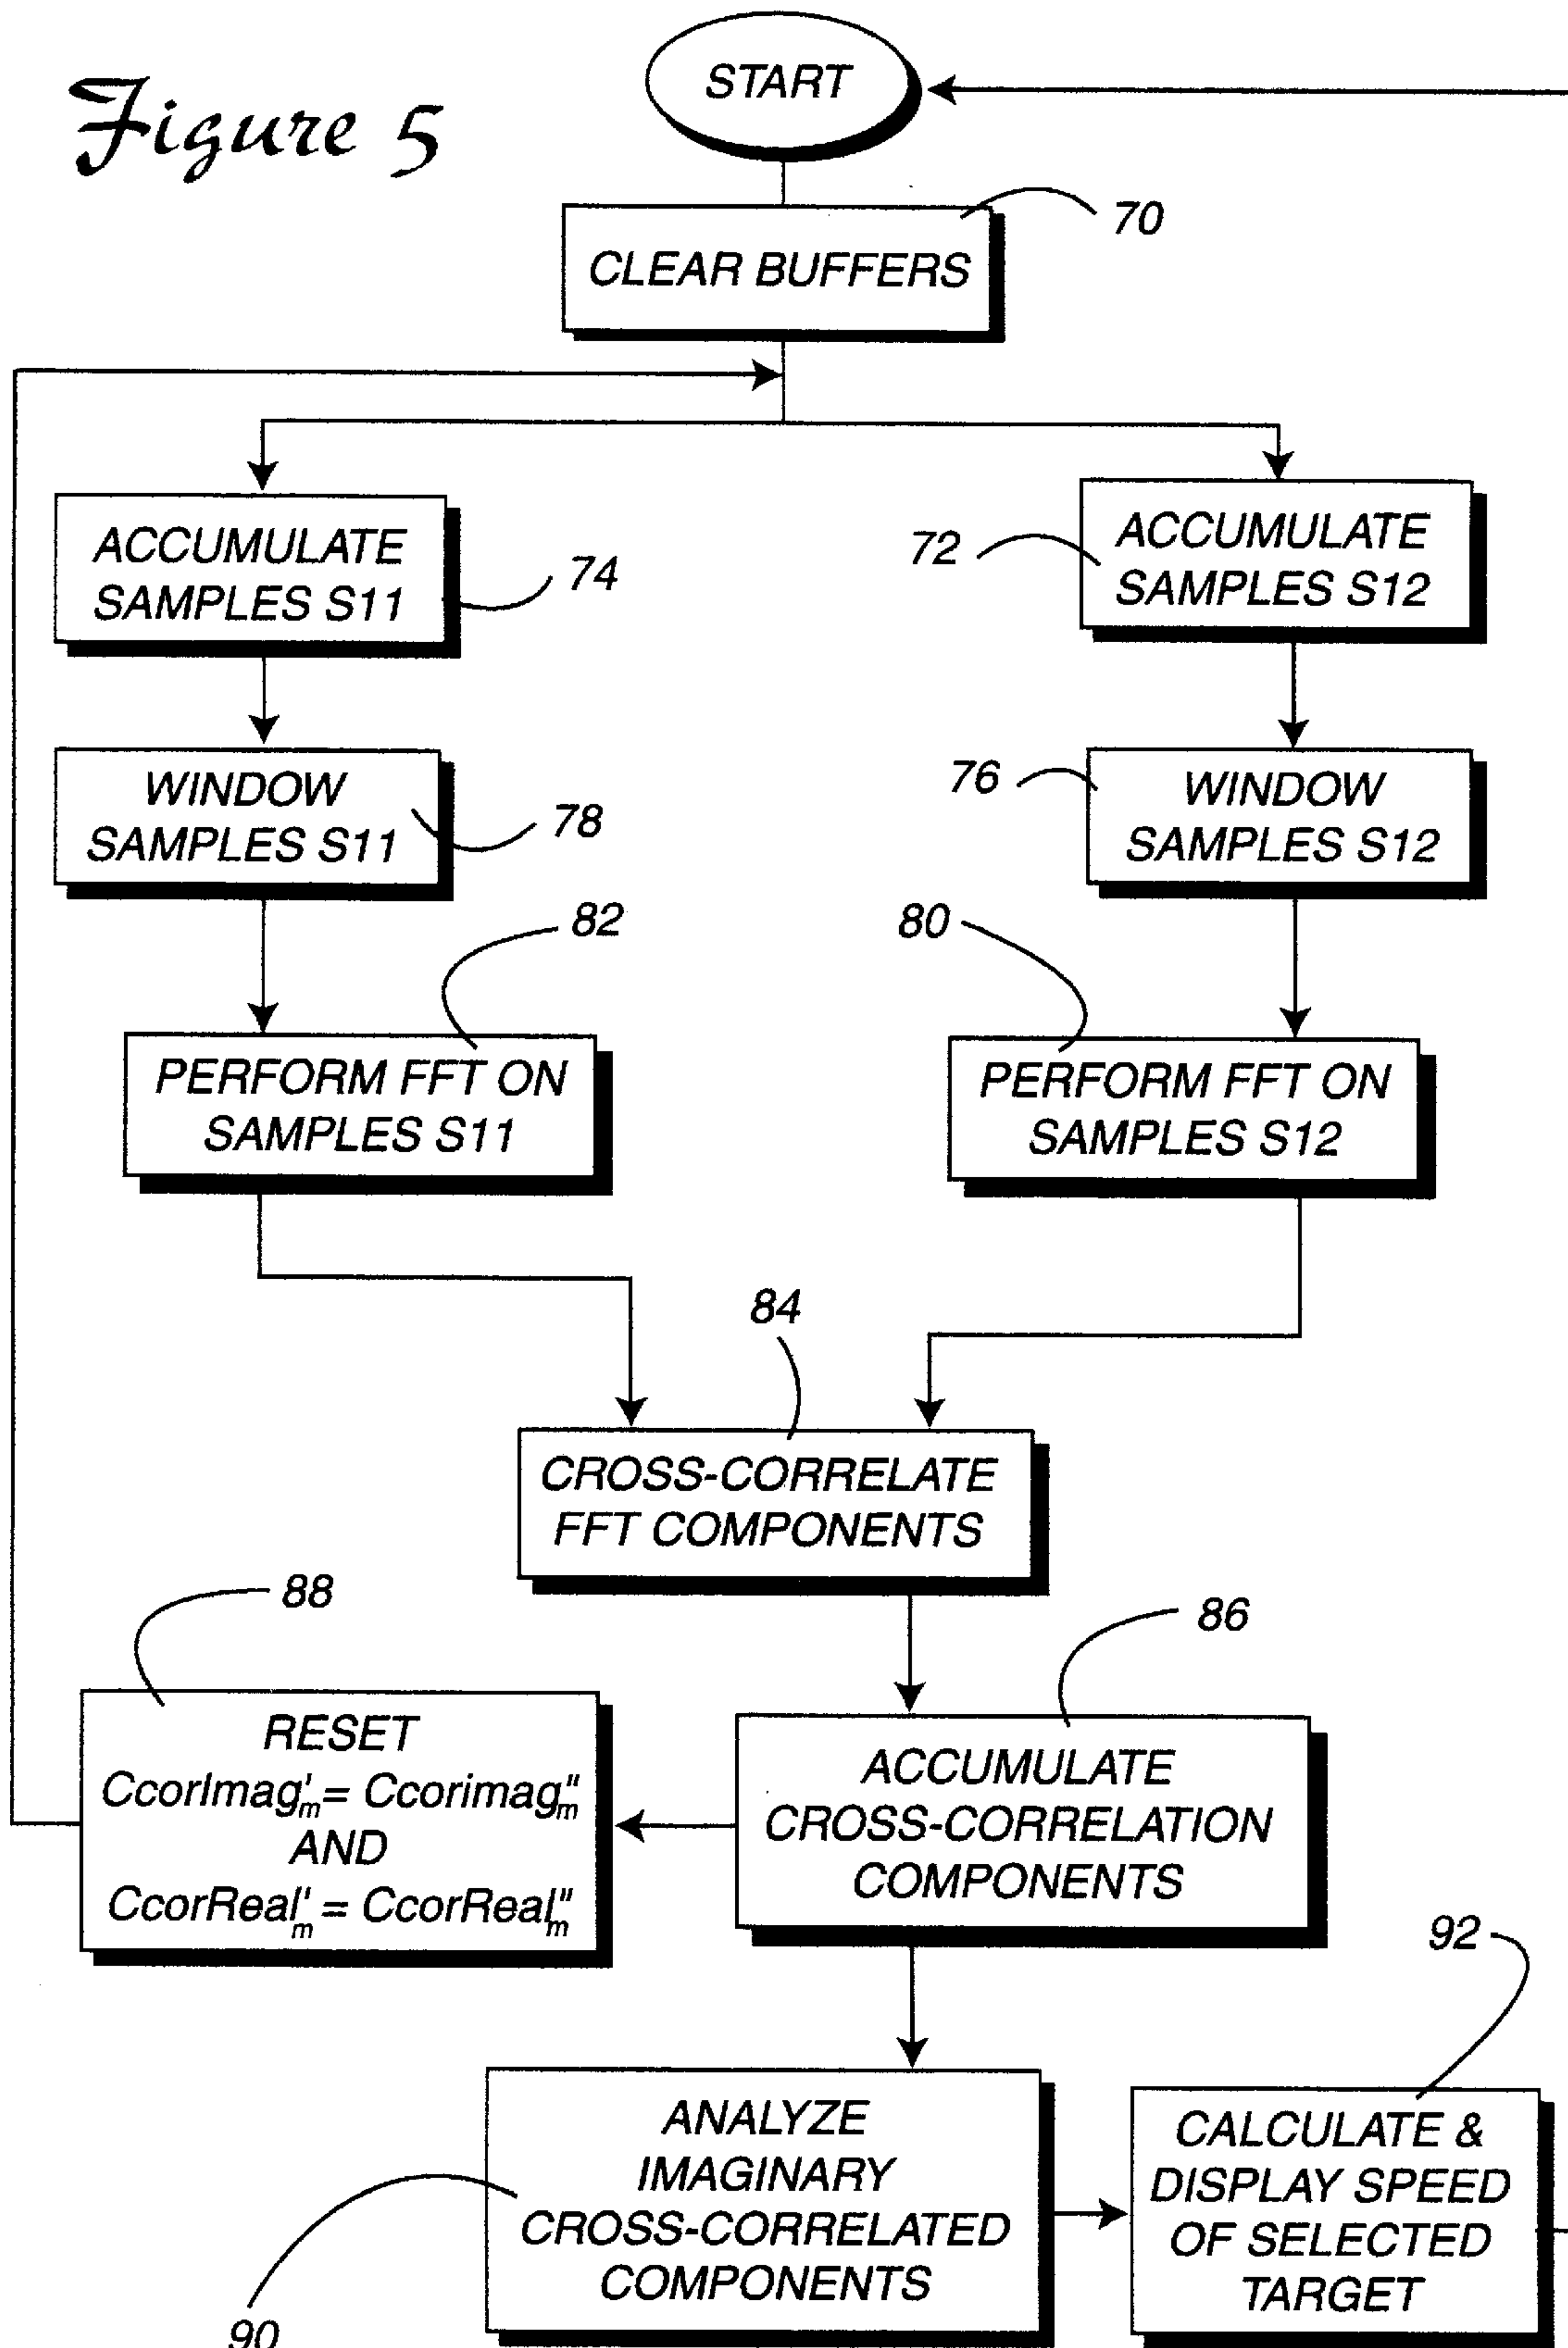 Figure 5
START
70
CLEAR BUFFERS
ACCUMULATE
SAMPLES S11
74
72
ACCUMULATE
SAMPLES S12
WINDOW
SAMPLES S11
78
76
WINDOW
SAMPLES S12
82
80
PERFORM FFT ON
SAMPLES S11
PERFORM FFT ON
SAMPLES S12
84
CROSS-CORRELATE
FFT COMPONENTS
88
86
RESET
CcorImag'm = Ccorimag"m
AND
CcorReal'm = CcorReal"m
ACCUMULATE
CROSS-CORRELATION
COMPONENTS
92
ANALYZE
IMAGINARY
CROSS-CORRELATED
COMPONENTS
90
CALCULATE &
DISPLAY SPEED
OF SELECTED
TARGET